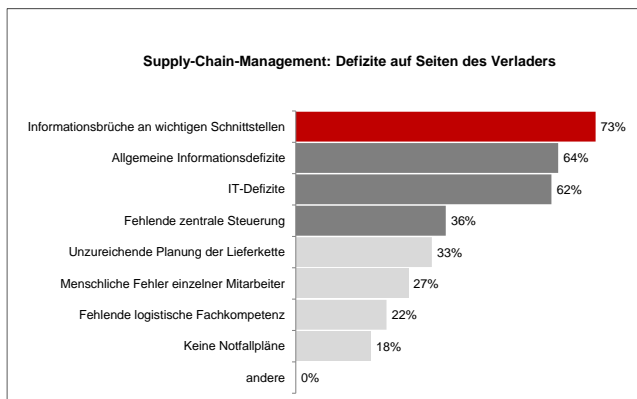 Supply-Chain-Management: Defizite auf Seiten des Verladers
Informationsbrüche an wichtigen Schnittstellen 73%
Allgemeine Informationsdefizite 64%
IT-Defizite 62%
Fehlende zentrale Steuerung 36%
Unzureichende Planung der Lieferkette 33%
Menschliche Fehler einzelner Mitarbeiter 27%
Fehlende logistische Fachkompetenz 22%
Keine Notfallpläne 18%
andere 0%